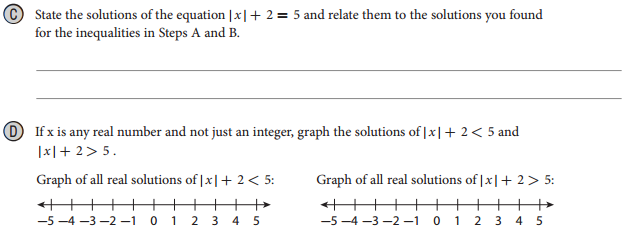 C State the solutions of the equation |x| + 2 = 5 and relate them to the solutions you found
for the inequalities in Steps A and B.
D If x is any real number and not just an integer, graph the solutions of |x| + 2 < 5 and
|x| + 2 > 5.
Graph of all real solutions of |x| + 2 < 5: Graph of all real solutions of |x| + 2 > 5:
−5 −4 −3 −2 −1 0 1 2 3 4 5 −5 −4 −3 −2 −1 0 1 2 3 4 5